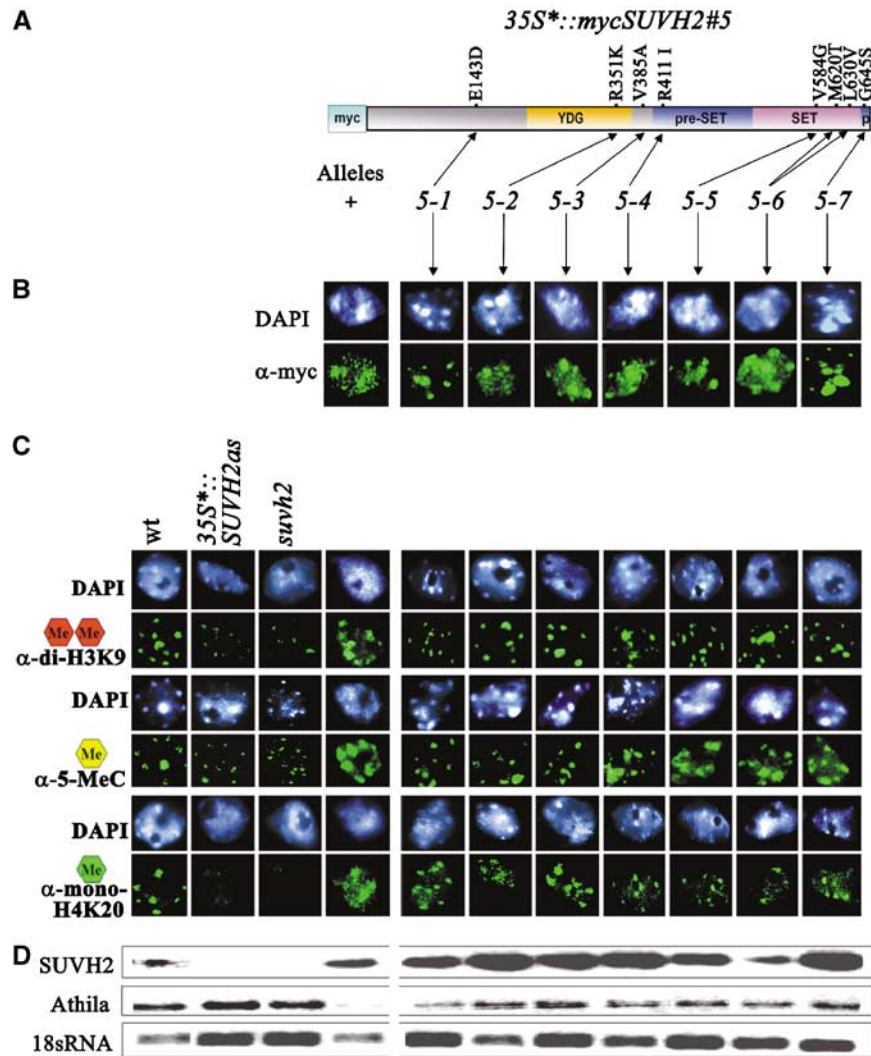 A
35S*::mycSUVH2#5
E143D
R351K
V385A
R411 I
V584G
M620T
L630V
G645S
myc
YDG
pre-SET
SET
p
Alleles
+
5-1
5-2
5-3
5-4
5-5
5-6
5-7
B
DAPI
α-myc
C
wt
35S*::
SUVH2as
suvh2
DAPI
Me Me
α-di-H3K9
DAPI
Me
α-5-MeC
DAPI
Me
α-mono-
H4K20
D
SUVH2
Athila
18sRNA